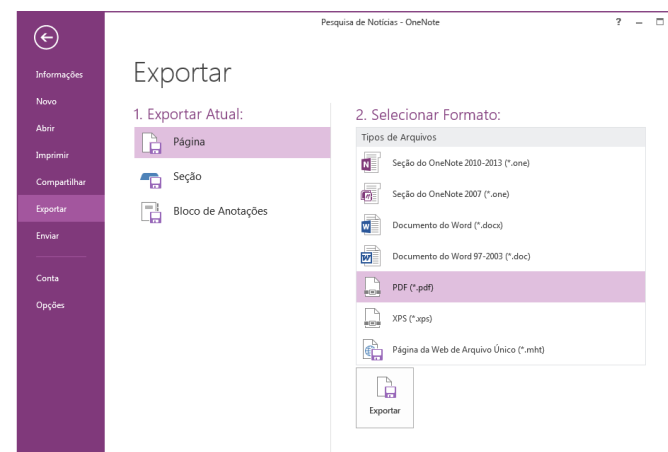 Pesquisa de Notícias - OneNote
?
Informações
Novo
Abrir
Imprimir
Compartilhar
Exportar
Enviar
Conta
Opções
Exportar
1. Exportar Atual:
Página
Seção
Bloco de Anotações
2. Selecionar Formato:
Tipos de Arquivos
Seção do OneNote 2010-2013 (*.one)
Seção do OneNote 2007 (*.one)
Documento do Word (*.docx)
Documento do Word 97-2003 (*.doc)
PDF (*.pdf)
XPS (*.xps)
Página da Web de Arquivo Único (*.mht)
Exportar